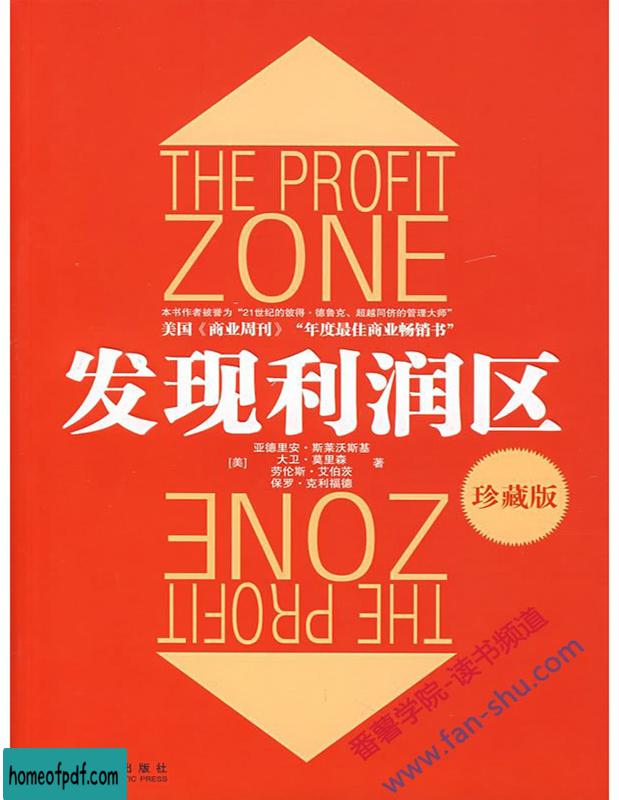 THE PROFIT
ZONE
本书作者被誉为“21世纪的彼得·德鲁克、超越同侪的管理大师”
美国《商业周刊》“年度最佳商业畅销书”
发现利润区
[美]
亚德里安·斯莱沃斯基
大卫·莫里森
劳伦斯·艾伯茨
保罗·克利福德
著
珍藏版
ZONE
THE PROFIT
番薯学院-读书频道
www.fan-shu.com
出版社
TIC PRESS
homeofpdf.com